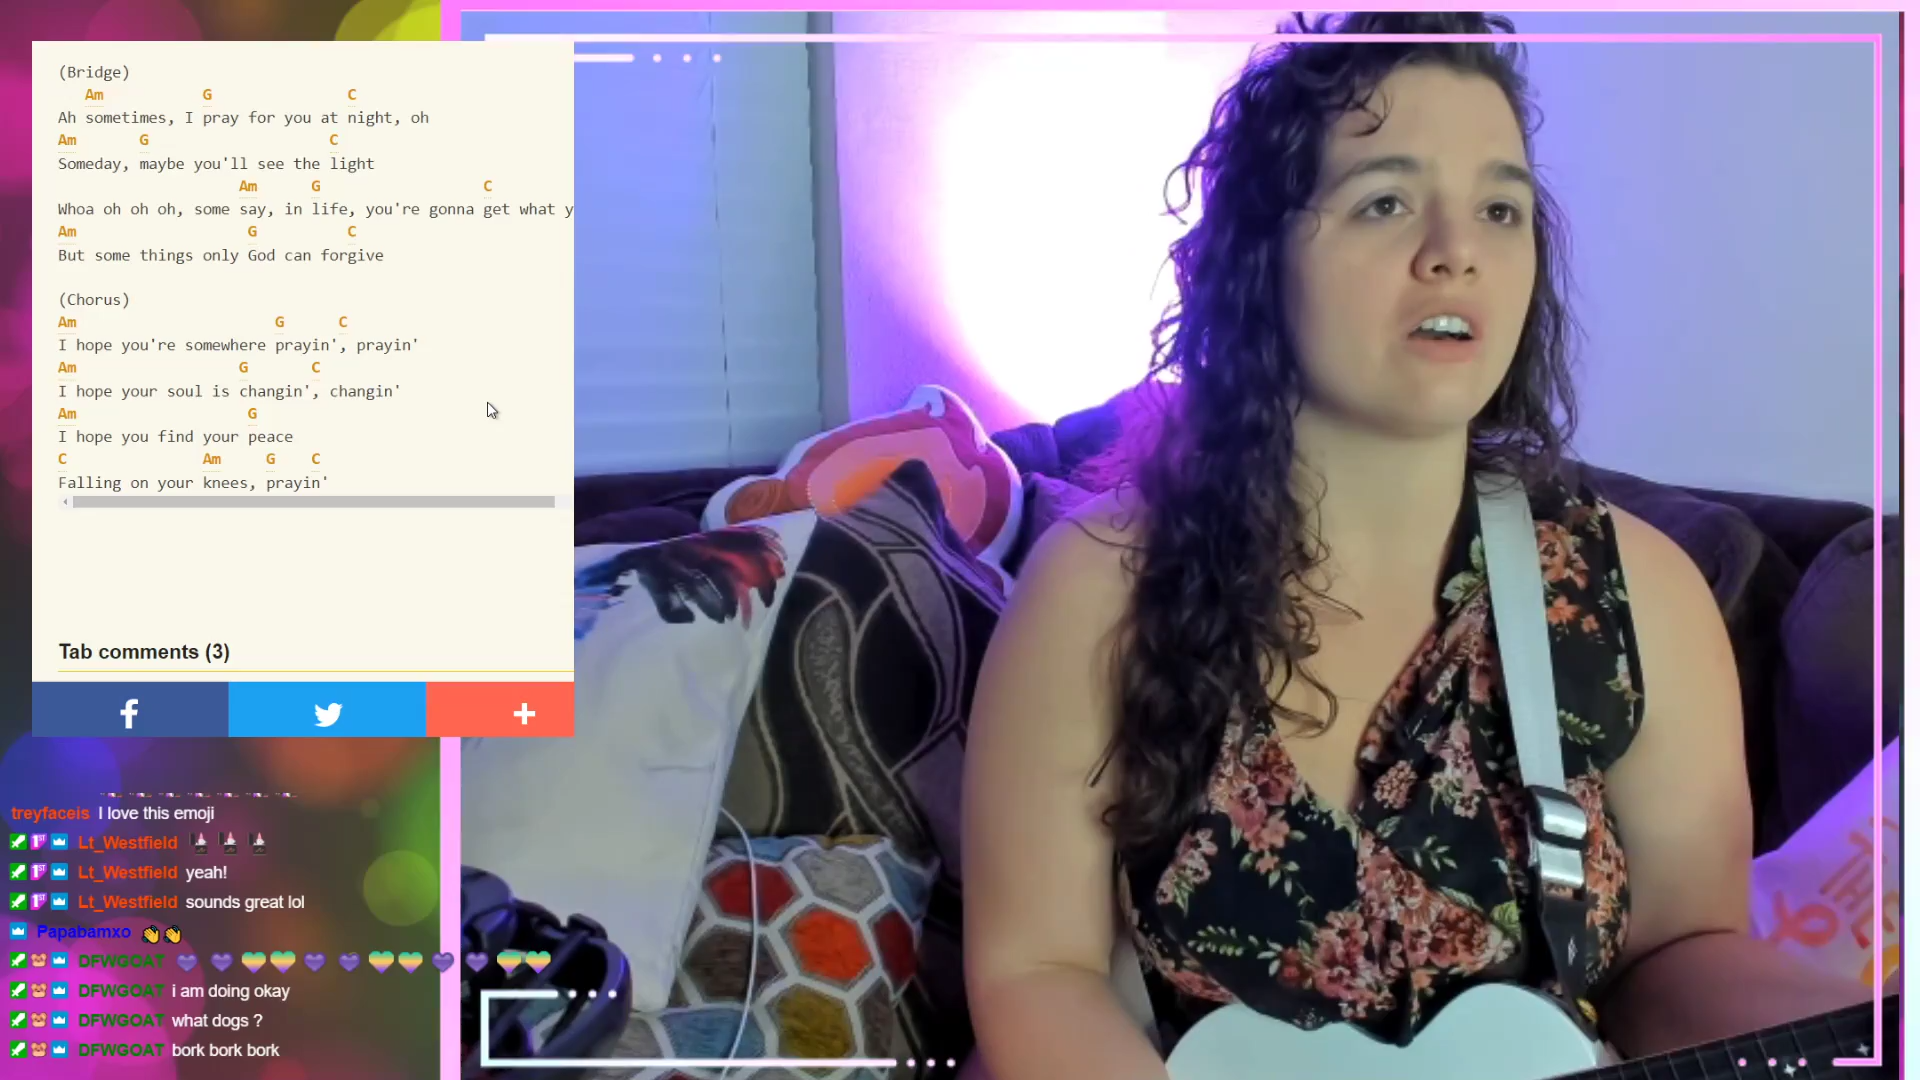 (Bridge)
Am G C
Ah sometimes, I pray for you at night, oh
Am G C
Someday, maybe you'll see the light
Am G C
Whoa oh oh oh, some say, in life, you're gonna get what y
Am G C
But some things only God can forgive
(Chorus)
Am G C
I hope you're somewhere prayin', prayin'
Am G C
I hope your soul is changin', changin'
Am G
I hope you find your peace
C Am G C
Falling on your knees, prayin'
Tab comments (3)
treyfaceis I love this emoji
Lt_Westfield
Lt_Westfield yeah!
Lt_Westfield sounds great lol
Papabamxo
DFWGOAT
DFWGOAT i am doing okay
DFWGOAT what dogs ?
DFWGOAT bork bork bork